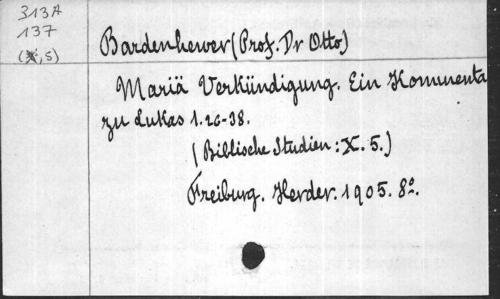 313A
137
(X, 5)
Bardenhewer (Prof. Dr Otto)
Mariä Verkündigung. Ein Kommenta
zu Lukas 1.26-38.
(Biblische Studien: X. 5.)
Freiburg. Herder. 1905. 8°.